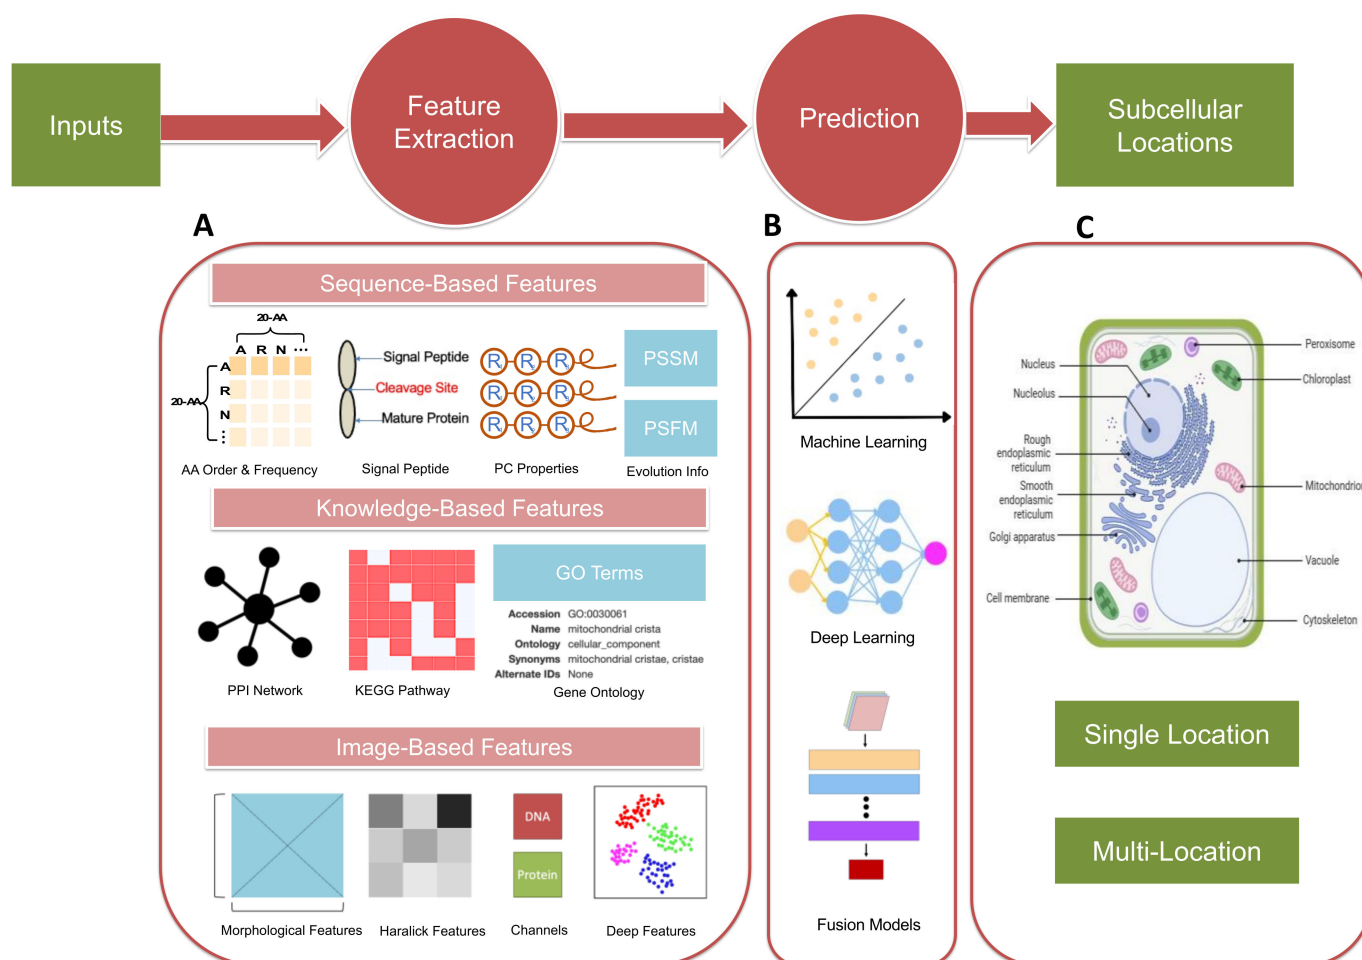 Inputs
Feature
Extraction
Prediction
Subcellular
Locations
A
Sequence-Based Features
20-AA
A R N ...
A
R
N
⋮
20-AA
AA Order & Frequency
Signal Peptide
Cleavage Site
Mature Protein
Signal Peptide
R R R
R R R
PC Properties
PSSM
PSFM
Evolution Info
Knowledge-Based Features
PPI Network
KEGG Pathway
GO Terms
Accession GO:0030061
Name mitochondrial crista
Ontology cellular_component
Synonyms mitochondrial cristae, cristae
Alternate IDs None
Gene Ontology
Image-Based Features
Morphological Features
Haralick Features
DNA
Protein
Channels
Deep Features
B
Machine Learning
Deep Learning
Fusion Models
C
Nucleus
Nucleolus
Rough
endoplasmic
reticulum
Smooth
endoplasmic
reticulum
Golgi apparatus
Cell membrane
Peroxisome
Chloroplast
Mitochondrion
Vacuole
Cytoskeleton
Single Location
Multi-Location